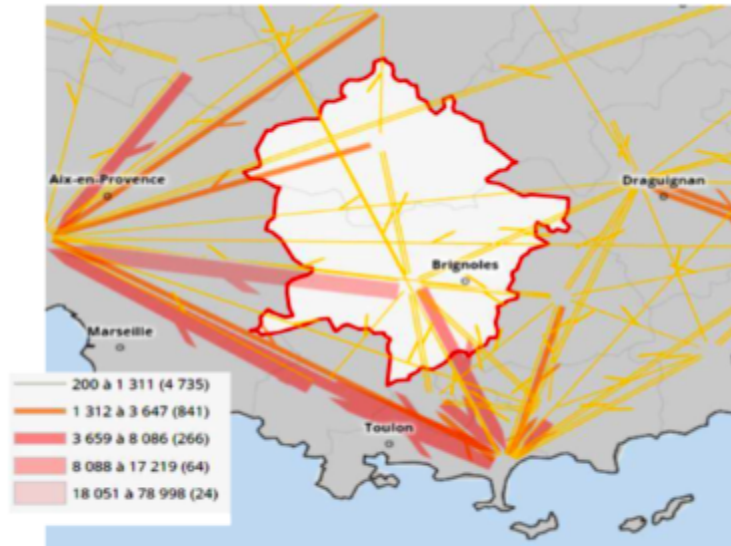 Aix-en-Provence
Draguignan
Brignoles
Marseille
Toulon
200 à 1 311 (4 735)
1 312 à 3 647 (841)
3 659 à 8 086 (266)
8 088 à 17 219 (64)
18 051 à 78 998 (24)